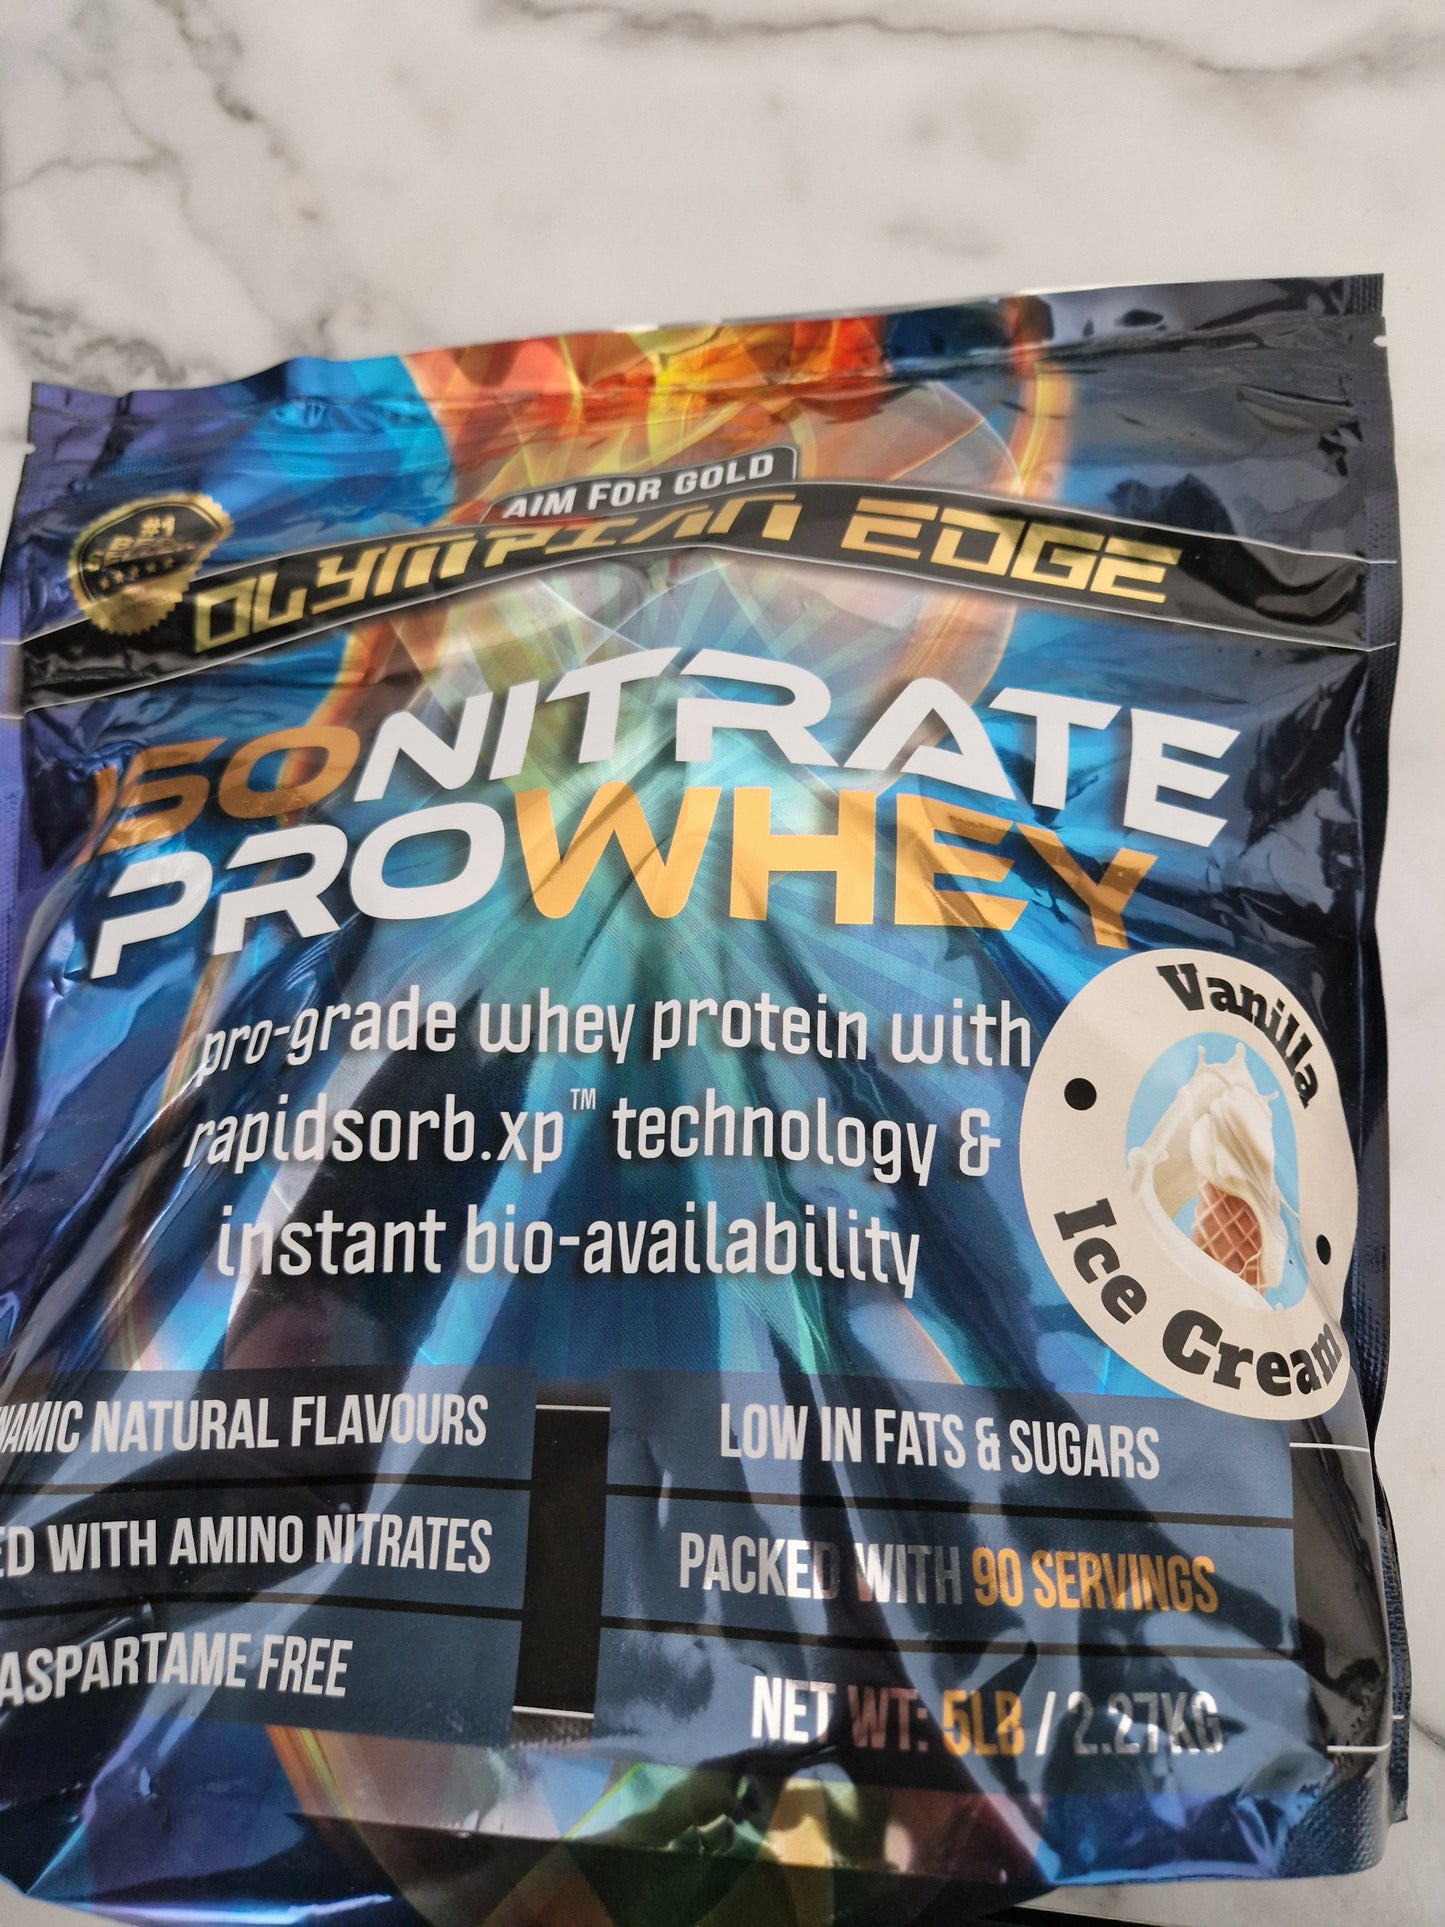 AIM FOR GOLD
OLYMPIAN EDGE
#1
ISONITRATE
PROWHEY
pro-grade whey protein with
rapidsorb.xp™ technology &
instant bio-availability
Vanilla
Ice Cream
NATURAL FLAVOURS
LOW IN FATS & SUGARS
WITH AMINO NITRATES
PACKED WITH 90 SERVINGS
ASPARTAME FREE
NET WT: 5LB / 2.27KG